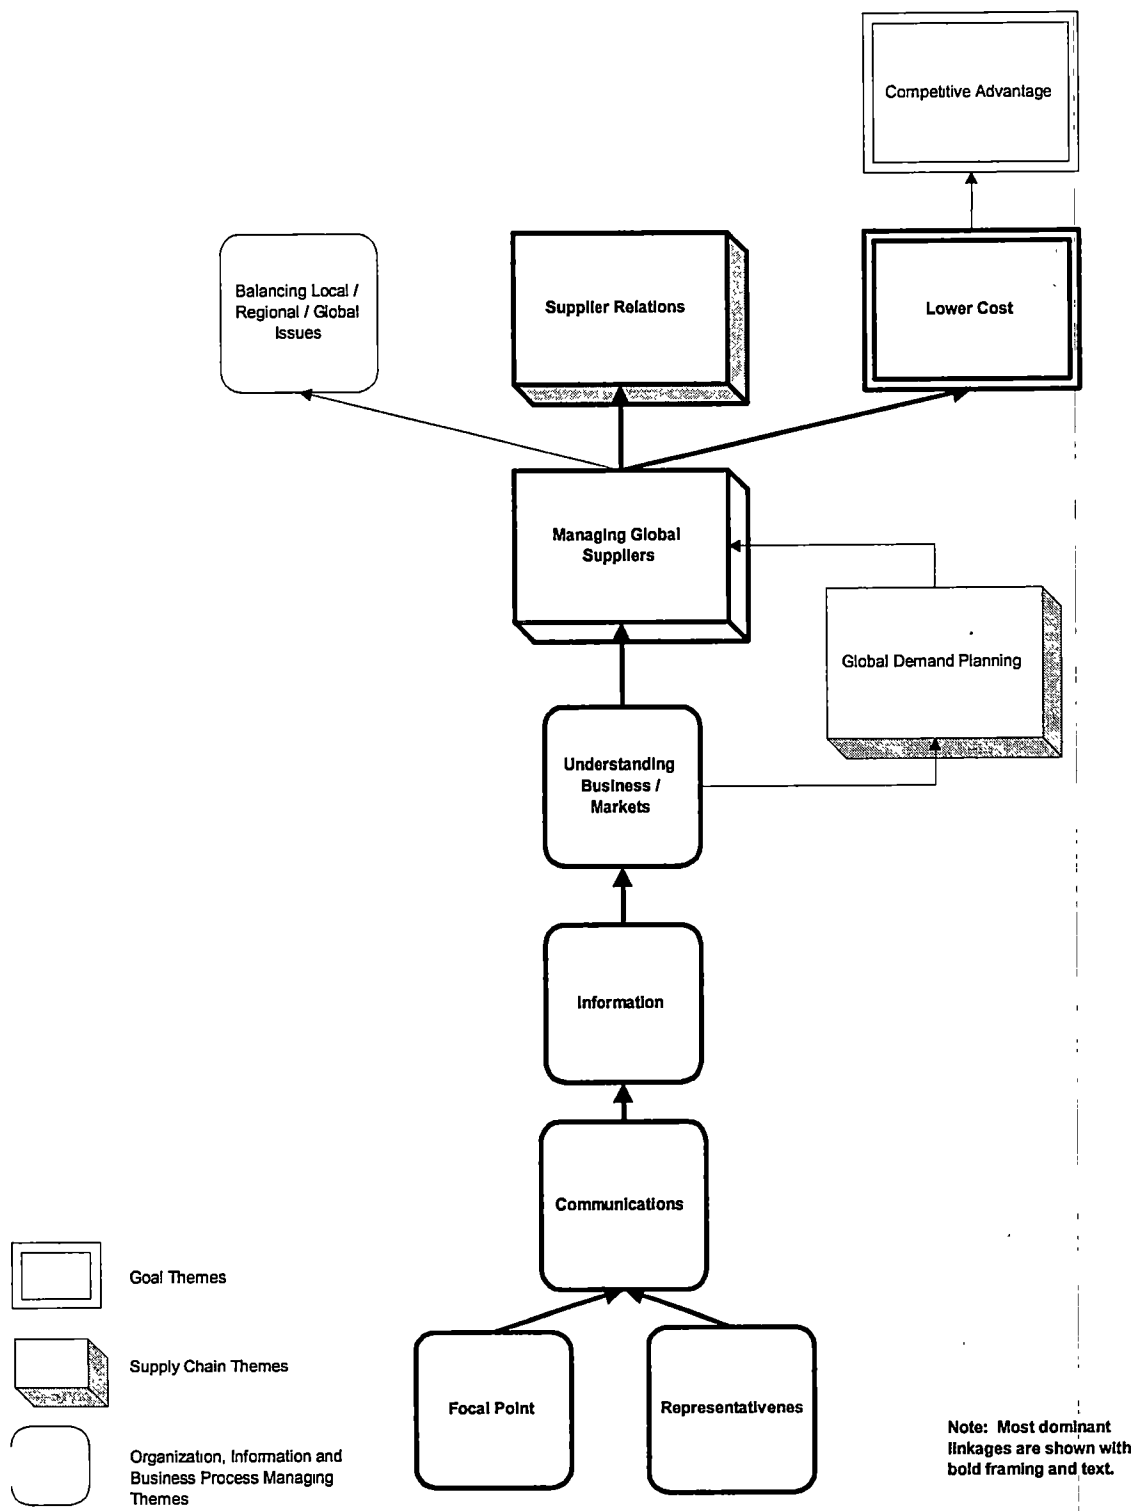 Competitive Advantage
Balancing Local /
Regional / Global
Issues
Supplier Relations
Lower Cost
Managing Global
Suppliers
Global Demand Planning
Understanding
Business /
Markets
Information
Communications
Focal Point
Representativenes
Goal Themes
Supply Chain Themes
Organization, Information and
Business Process Managing
Themes
Note: Most dominant
linkages are shown with
bold framing and text.